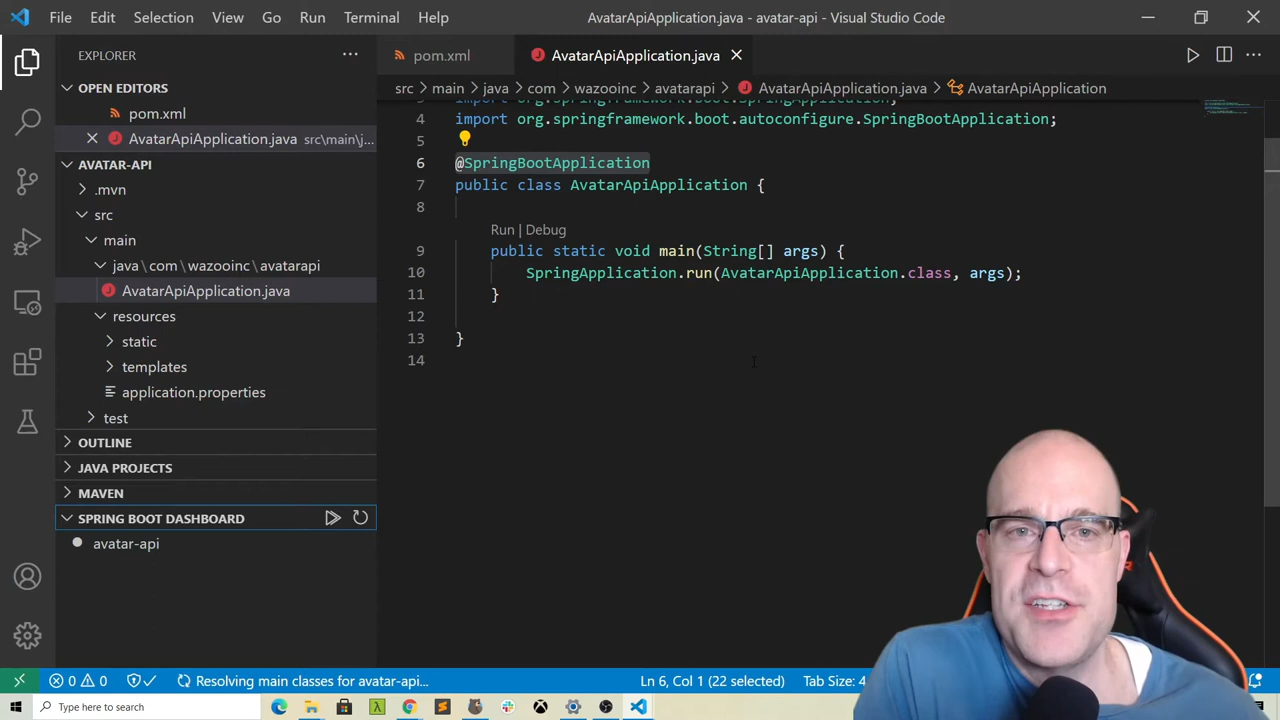 File Edit Selection View Go Run Terminal Help
AvatarApiApplication.java - avatar-api - Visual Studio Code
EXPLORER
OPEN EDITORS
pom.xml
AvatarApiApplication.java src\main\j...
AVATAR-API
.mvn
src
main
java\com\wazooinc\avatarapi
AvatarApiApplication.java
resources
static
templates
application.properties
test
OUTLINE
JAVA PROJECTS
MAVEN
SPRING BOOT DASHBOARD
avatar-api
pom.xml
AvatarApiApplication.java
src > main > java > com > wazooinc > avatarapi > AvatarApiApplication.java > AvatarApiApplication
import org.springframework.boot.SpringApplication;
4 import org.springframework.boot.autoconfigure.SpringBootApplication;
5
6 @SpringBootApplication
7 public class AvatarApiApplication {
8
Run | Debug
9 public static void main(String[] args) {
10 SpringApplication.run(AvatarApiApplication.class, args);
11 }
12
13 }
14
0 0 Resolving main classes for avatar-api... Ln 6, Col 1 (22 selected) Tab Size: 4
Type here to search